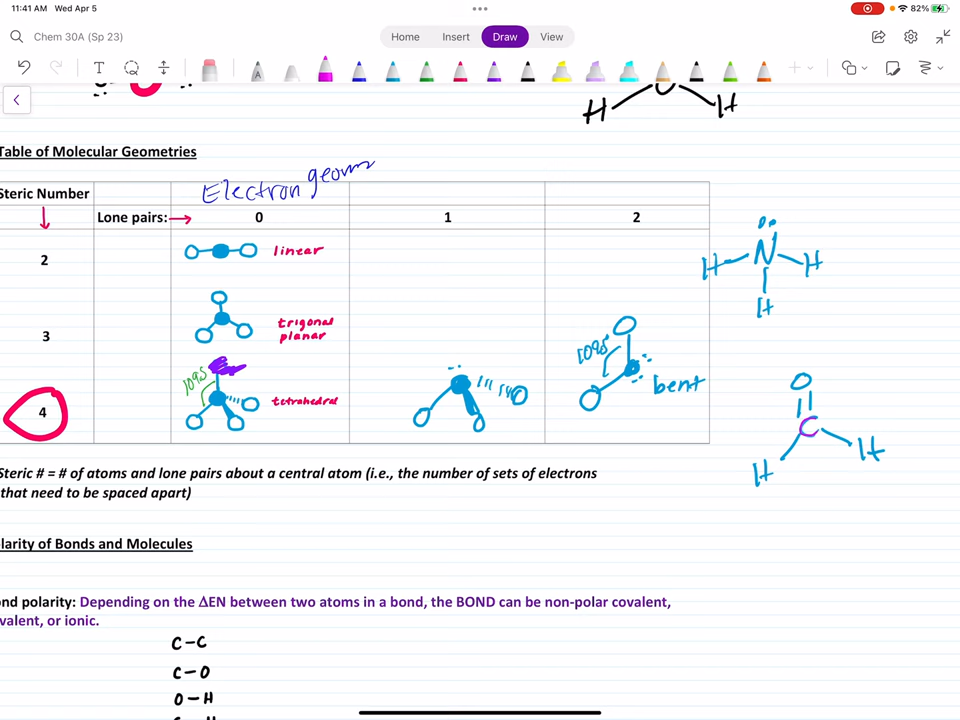 11:41 AM Wed Apr 5
82%
Chem 30A (Sp 23)
Home Insert Draw View
H H
Table of Molecular Geometries
Steric Number
Electron geom
Lone pairs: → 0 1 2
2
linear
3
trigonal
planar
4
109.5
tetrahedral
109.5
bent
N
H H
H
O
C
H H
Steric # = # of atoms and lone pairs about a central atom (i.e., the number of sets of electrons
that need to be spaced apart)
larity of Bonds and Molecules
ond polarity: Depending on the ΔEN between two atoms in a bond, the BOND can be non-polar covalent,
valent, or ionic.
C-C
C-O
O-H